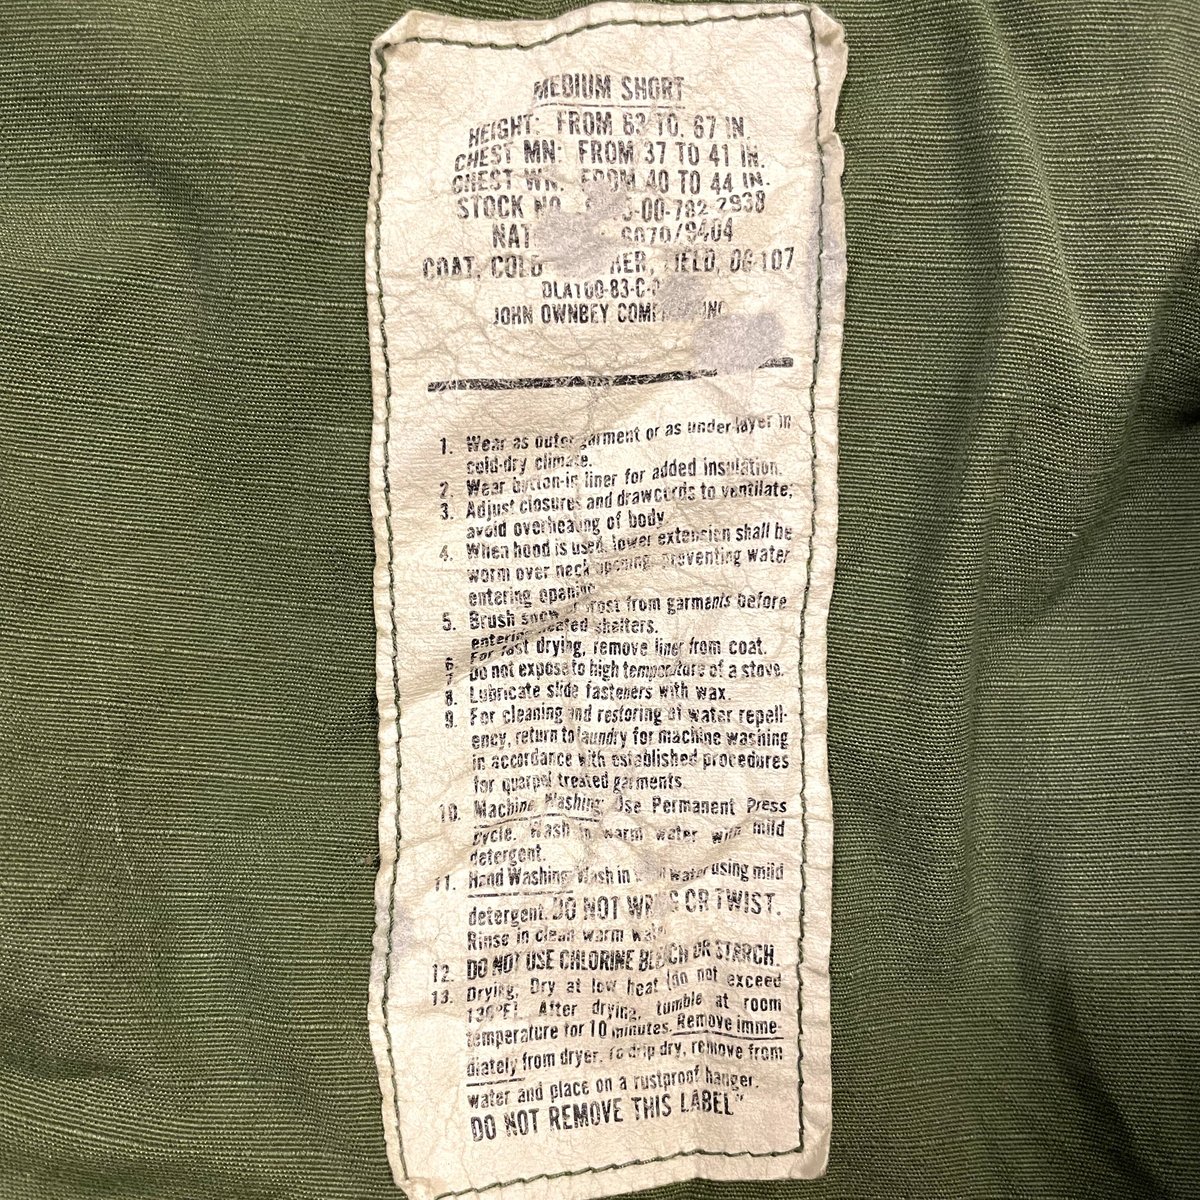 MEDIUM SHORT
HEIGHT: FROM 63 TO. 67 IN.
CHEST MN: FROM 37 TO 41 IN.
CHEST WN. FROM 40 TO 44 IN.
STOCK NO. 5-00-782-2938
NAT 8070/9404
COAT, COLD HER, FIELD, OG-107
DLA100-83-C-
JOHN OWNBEY COMPANY, INC
1. Wear as outer garment or as under-layer in
cold-dry climate.
2. Wear button-in liner for added insulation.
3. Adjust closures and drawcords to ventilate;
avoid overheating of body.
4. When hood is used, lower extension shall be
worm over neck opening, preventing water
entering opening.
5. Brush snow or frost from garments before
entering heated shelters.
6. For fast drying, remove liner from coat.
7. Do not expose to high temperature of a stove.
8. Lubricate slide fasteners with wax.
9. For cleaning and restoring of water repell-
ency, return to laundry for machine washing
in accordance with established procedures
for quarpel treated garments.
10. Machine Washing: Use Permanent Press
cycle. Wash in warm water with mild
detergent.
11. Hand Washing: Wash in water using mild
detergent. DO NOT WRING OR TWIST.
Rinse in clean warm water
12. DO NOT USE CHLORINE BLEACH OR STARCH.
13. Drying, Dry at low heat (do not exceed
130°F). After drying, tumble at room
temperature for 10 minutes. Remove imme-
diately from dryer. To drip dry, remove from
water and place on a rustproof hanger.
DO NOT REMOVE THIS LABEL"